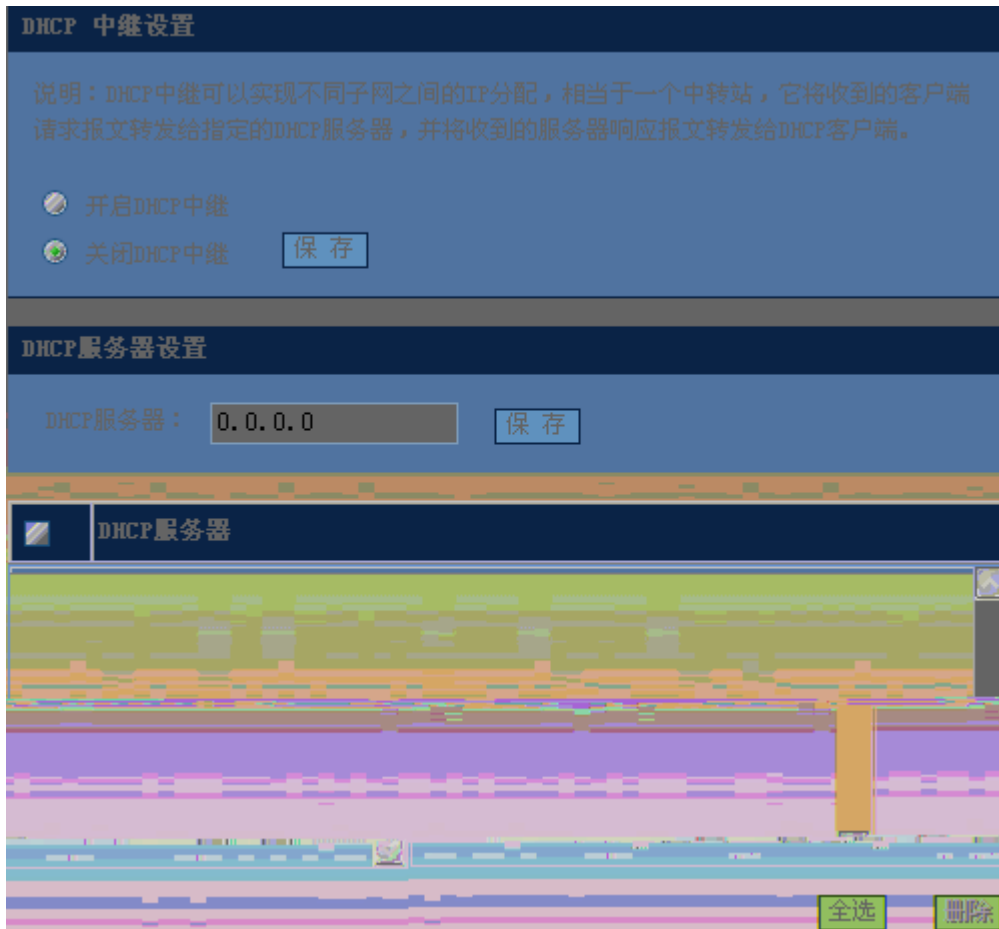 DHCP 中继设置
说明：DHCP中继可以实现不同子网之间的IP分配，相当于一个中转站，它将收到的客户端
请求报文转发给指定的DHCP服务器，并将收到的服务器响应报文转发给DHCP客户端。
开启DHCP中继
关闭DHCP中继 保 存
DHCP服务器设置
DHCP服务器： 0.0.0.0 保 存
DHCP服务器
全选 删除